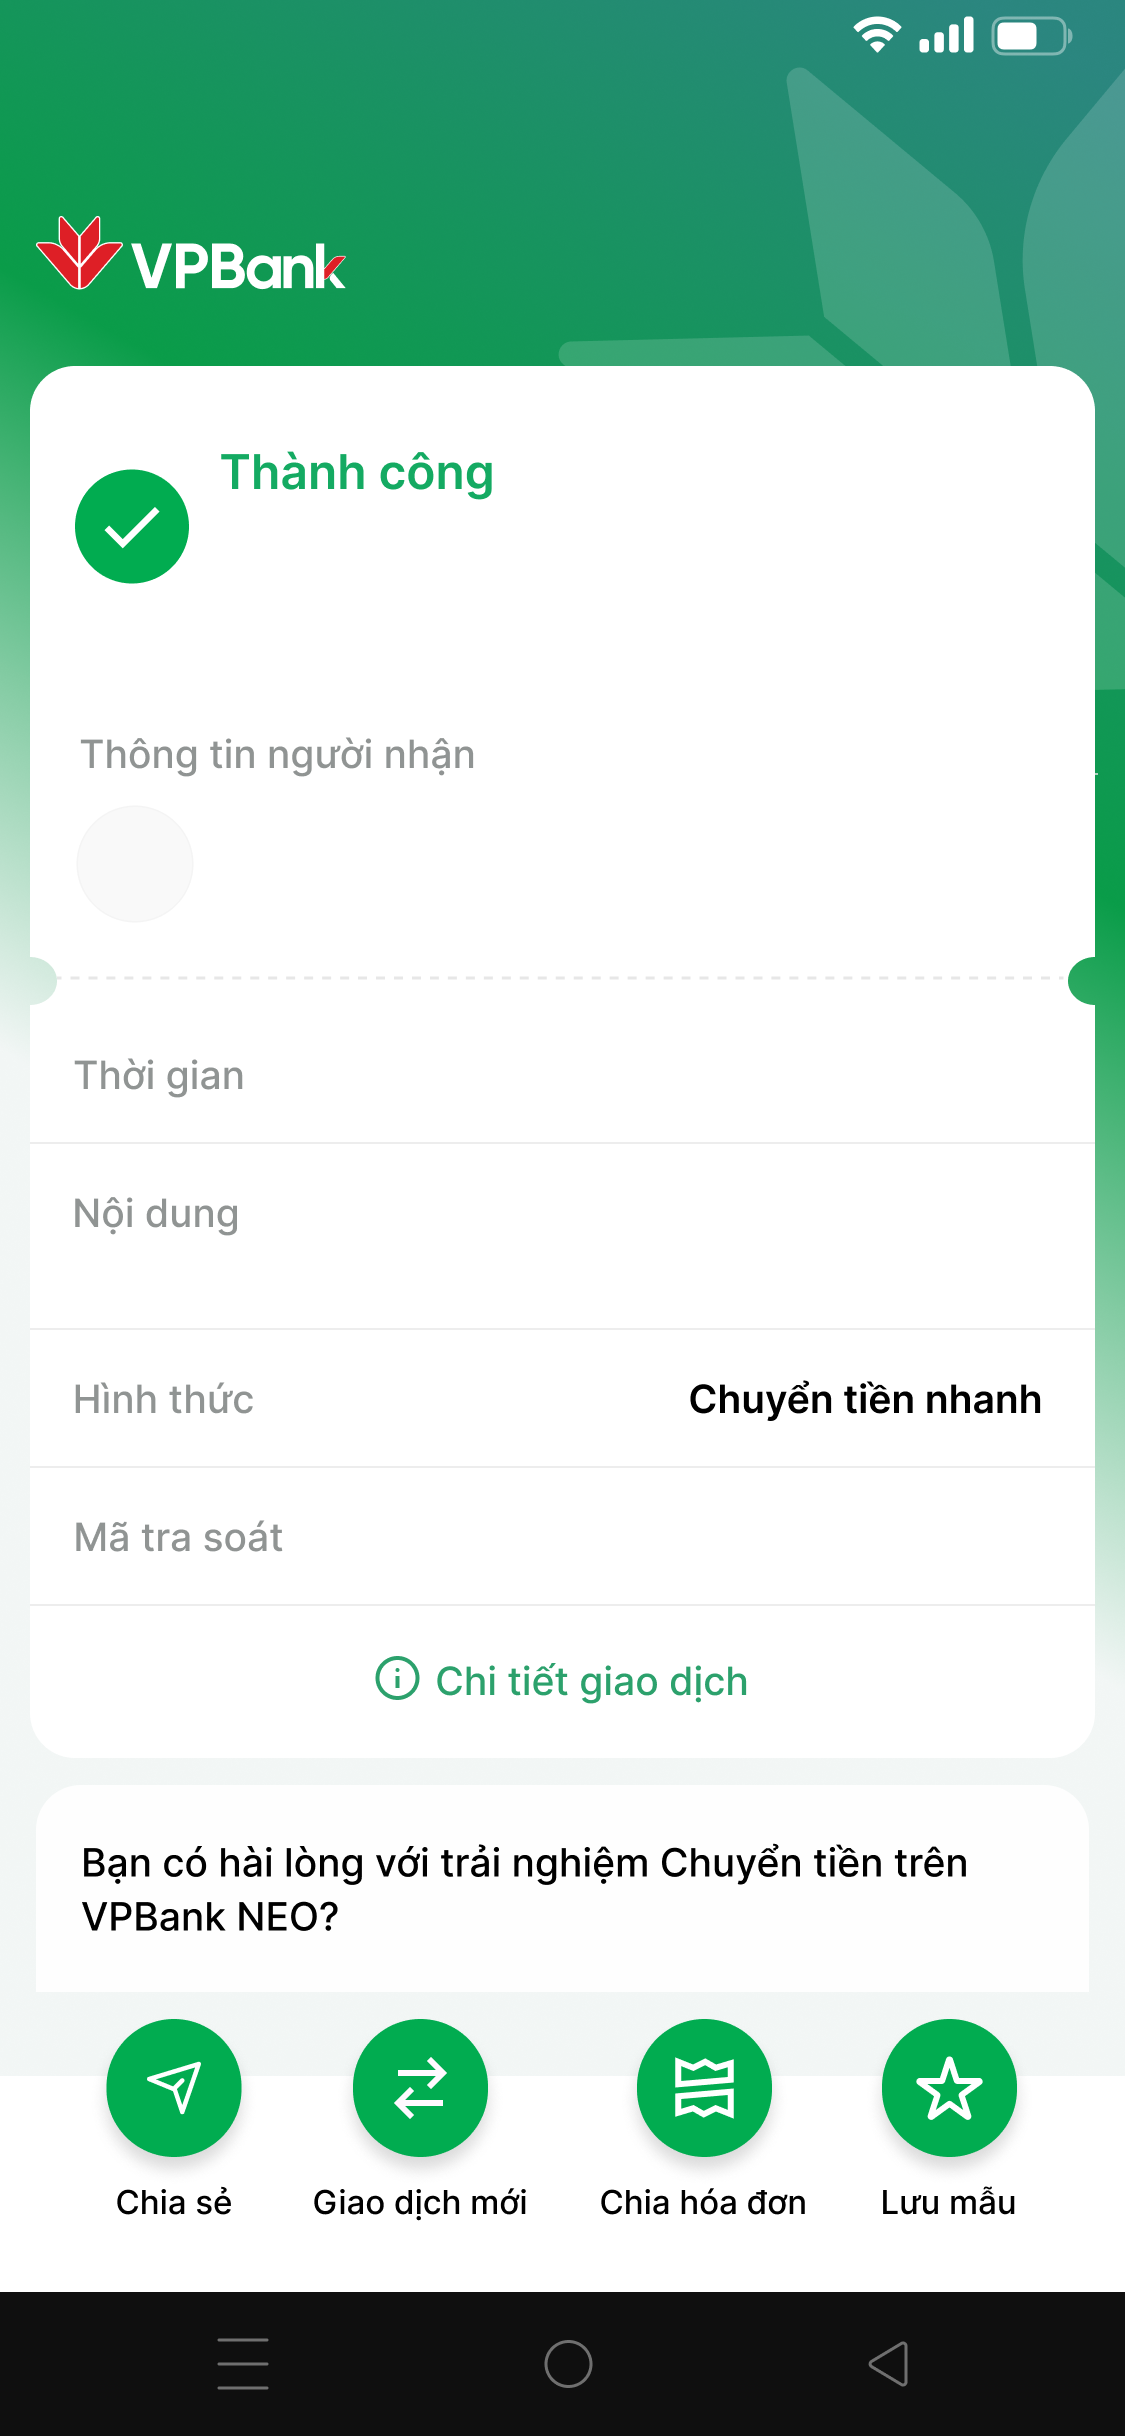 VPBank
Thành công
Thông tin người nhận
Thời gian
Nội dung
Hình thức
Chuyển tiền nhanh
Mã tra soát
Chi tiết giao dịch
Bạn có hài lòng với trải nghiệm Chuyển tiền trên
VPBank NEO?
Chia sẻ
Giao dịch mới
Chia hóa đơn
Lưu mẫu